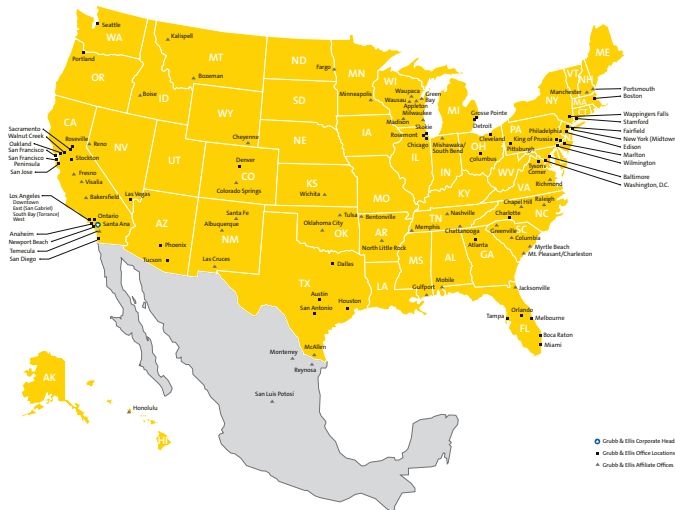 Seattle
WA
Kalispell
MT
ND
Fargo
MN
ME
Portland
OR
Bozeman
Boise
ID
Minneapolis
WI
Waupaca
Wausau
Green
Bay
Appleton
Milwaukee
Madison
MI
VT
NH
Manchester
Portsmouth
Boston
MA
NY
CT
SD
WY
CA
NV
Sacramento
Walnut Creek
Oakland
San Francisco
San Francisco
Peninsula
San Jose
Roseville
Reno
Stockton
Fresno
Visalia
Bakersfield
Cheyenne
NE
IA
Skokie
Rosemont
Chicago
Grosse Pointe
Detroit
Cleveland
Mishawaka/
South Bend
OH
Columbus
PA
Philadelphia
King of Prussia
Pittsburgh
Wappingers Falls
Stamford
Fairfield
New York (Midtown
Edison
Marlton
Wilmington
Baltimore
Washington, D.C.
UT
Denver
CO
Colorado Springs
KS
Wichita
MO
IL
IN
KY
WV
VA
Tyson's
Corner
Richmond
Los Angeles
Downtown
East (San Gabriel)
South Bay (Torrance)
West
Anaheim
Newport Beach
Temecula
San Diego
Ontario
Santa Ana
Las Vegas
AZ
Phoenix
Tucson
Santa Fe
Albuquerque
NM
Las Cruces
Oklahoma City
Tulsa
OK
Bentonville
AR
North Little Rock
Memphis
TN
Nashville
Chattanooga
Chapel Hill
Raleigh
NC
Charlotte
Greenville
SC
Columbia
Myrtle Beach
Mt. Pleasant/Charleston
Atlanta
GA
AL
MS
LA
Mobile
Gulfport
Jacksonville
Orlando
Tampa
Melbourne
FL
Boca Raton
Miami
TX
Dallas
Austin
Houston
San Antonio
McAllen
Monterrey
Reynosa
San Luis Potosí
AK
Honolulu
HI
Grubb & Ellis Corporate Head
Grubb & Ellis Office Locations
Grubb & Ellis Affiliate Offices